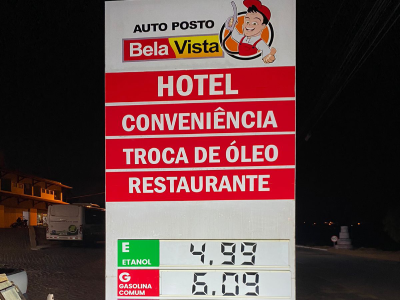 AUTO POSTO
Bela Vista
HOTEL
CONVENIÊNCIA
TROCA DE ÓLEO
RESTAURANTE
E ETANOL 4.99
G GASOLINA COMUM 6.09